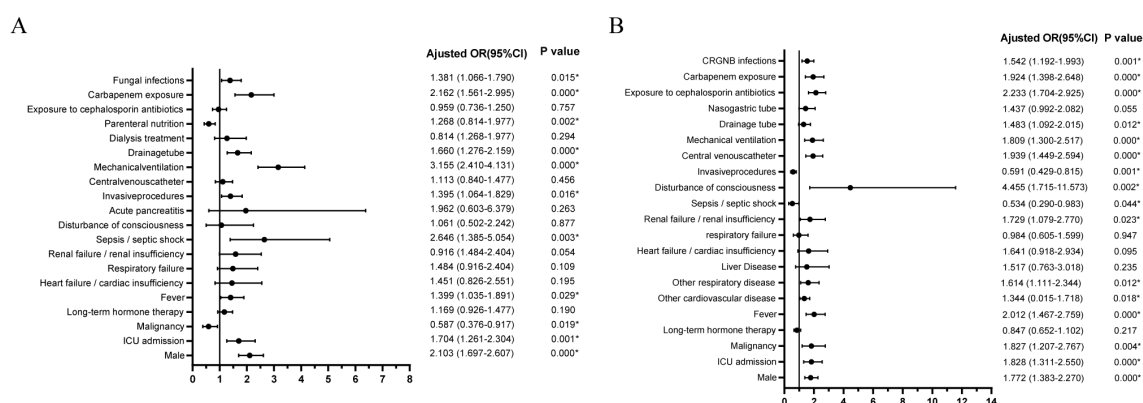 A
Ajusted OR(95%CI) P value
Fungal infections 1.381 (1.066-1.790) 0.015*
Carbapenem exposure 2.162 (1.561-2.995) 0.000*
Exposure to cephalosporin antibiotics 0.959 (0.736-1.250) 0.757
Parenteral nutrition 1.268 (0.814-1.977) 0.002*
Dialysis treatment 0.814 (1.268-1.977) 0.294
Drainagetube 1.660 (1.276-2.159) 0.000*
Mechanicalventilation 3.155 (2.410-4.131) 0.000*
Centralvenouscatheter 1.113 (0.840-1.477) 0.456
Invasiveprocedures 1.395 (1.064-1.829) 0.016*
Acute pancreatitis 1.962 (0.603-6.379) 0.263
Disturbance of consciousness 1.061 (0.502-2.242) 0.877
Sepsis / septic shock 2.646 (1.385-5.054) 0.003*
Renal failure / renal insufficiency 0.916 (1.484-2.404) 0.054
Respiratory failure 1.484 (0.916-2.404) 0.109
Heart failure / cardiac insufficiency 1.451 (0.826-2.551) 0.195
Fever 1.399 (1.035-1.891) 0.029*
Long-term hormone therapy 1.169 (0.926-1.477) 0.190
Malignancy 0.587 (0.376-0.917) 0.019*
ICU admission 1.704 (1.261-2.304) 0.001*
Male 2.103 (1.697-2.607) 0.000*
0 1 2 3 4 5 6 7 8
B
Ajusted OR(95%CI) P value
CRGNB infections 1.542 (1.192-1.993) 0.001*
Carbapenem exposure 1.924 (1.398-2.648) 0.000*
Exposure to cephalosporin antibiotics 2.233 (1.704-2.925) 0.000*
Nasogastric tube 1.437 (0.992-2.082) 0.055
Drainage tube 1.483 (1.092-2.015) 0.012*
Mechanical ventilation 1.809 (1.300-2.517) 0.000*
Central venouscatheter 1.939 (1.449-2.594) 0.000*
Invasiveprocedures 0.591 (0.429-0.815) 0.001*
Disturbance of consciousness 4.455 (1.715-11.573) 0.002*
Sepsis / septic shock 0.534 (0.290-0.983) 0.044*
Renal failure / renal insufficiency 1.729 (1.079-2.770) 0.023*
respiratory failure 0.984 (0.605-1.599) 0.947
Heart failure / cardiac insufficiency 1.641 (0.918-2.934) 0.095
Liver Disease 1.517 (0.763-3.018) 0.235
Other respiratory disease 1.614 (1.111-2.344) 0.012*
Other cardiovascular disease 1.344 (0.015-1.718) 0.018*
Fever 2.012 (1.467-2.759) 0.000*
Long-term hormone therapy 0.847 (0.652-1.102) 0.217
Malignancy 1.827 (1.207-2.767) 0.004*
ICU admission 1.828 (1.311-2.550) 0.000*
Male 1.772 (1.383-2.270) 0.000*
0 2 4 6 8 10 12 14